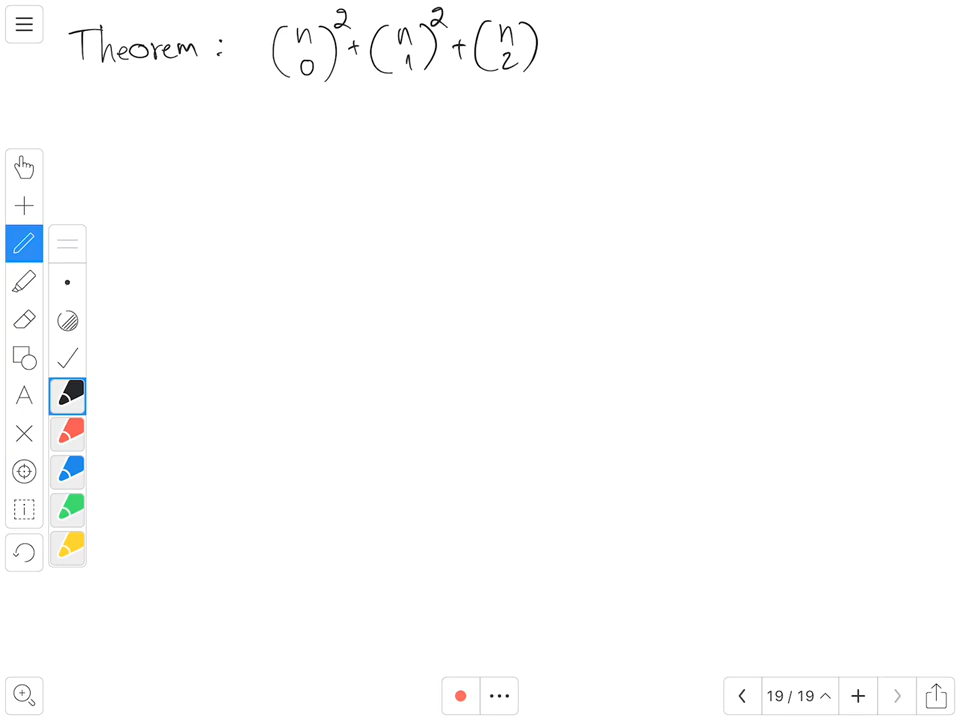 Theorem : (n 0)² + (n 1)² + (n 2)
A
i
19 / 19